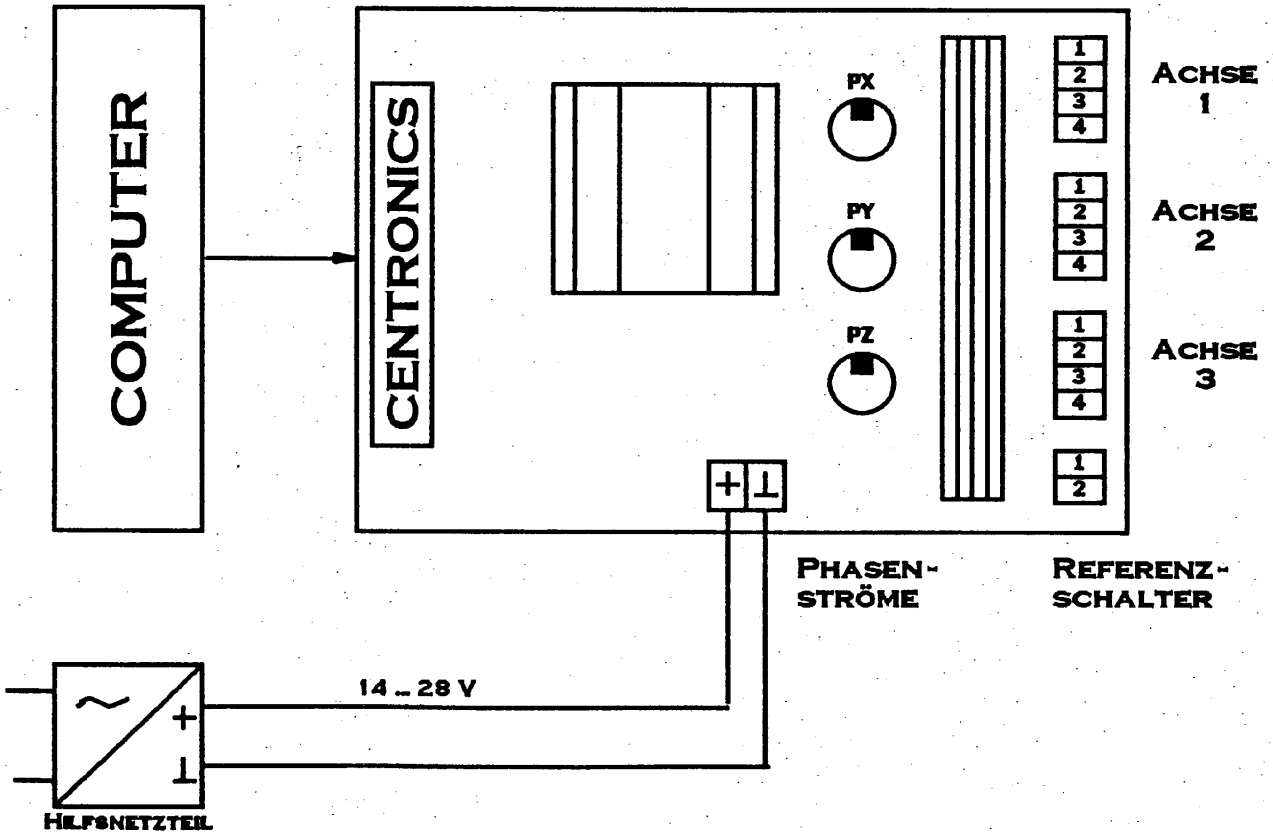 COMPUTER
CENTRONICS
PX
PY
PZ
1
2
3
4
ACHSE
1
1
2
3
4
ACHSE
2
1
2
3
4
ACHSE
3
1
2
+ ⊥
PHASEN-
STRÖME
REFERENZ-
SCHALTER
14 … 28 V
~
+
⊥
HILFSNETZTEIL